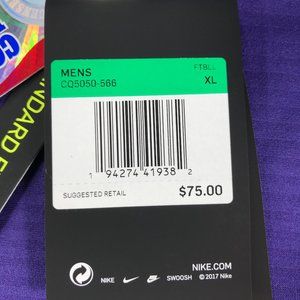 MENS
FTBLL
CQ5050-566
XL
1 94274 41938 2
SUGGESTED RETAIL
$75.00
NIKE.COM
NIKE SWOOSH © 2017 Nike